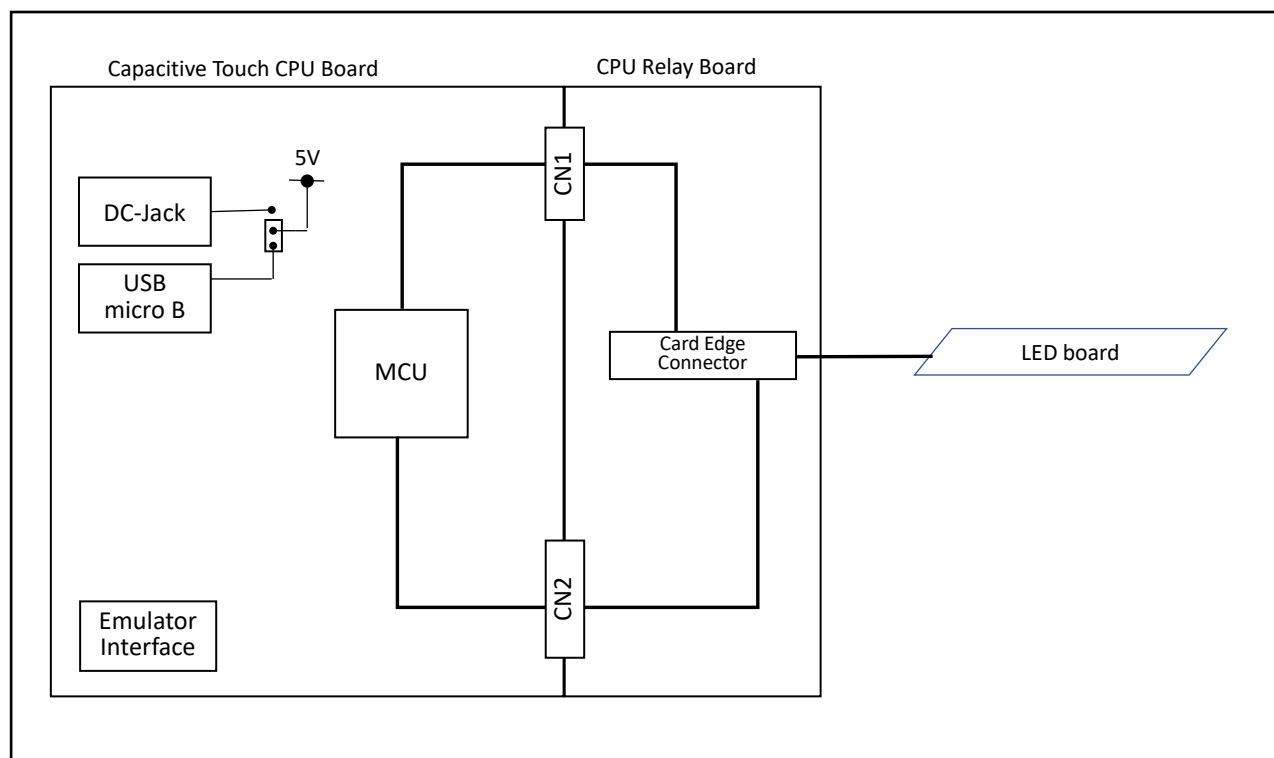 Capacitive Touch CPU Board
CPU Relay Board
5V
CN1
DC-Jack
USB
micro B
MCU
Card Edge
Connector
LED board
CN2
Emulator
Interface